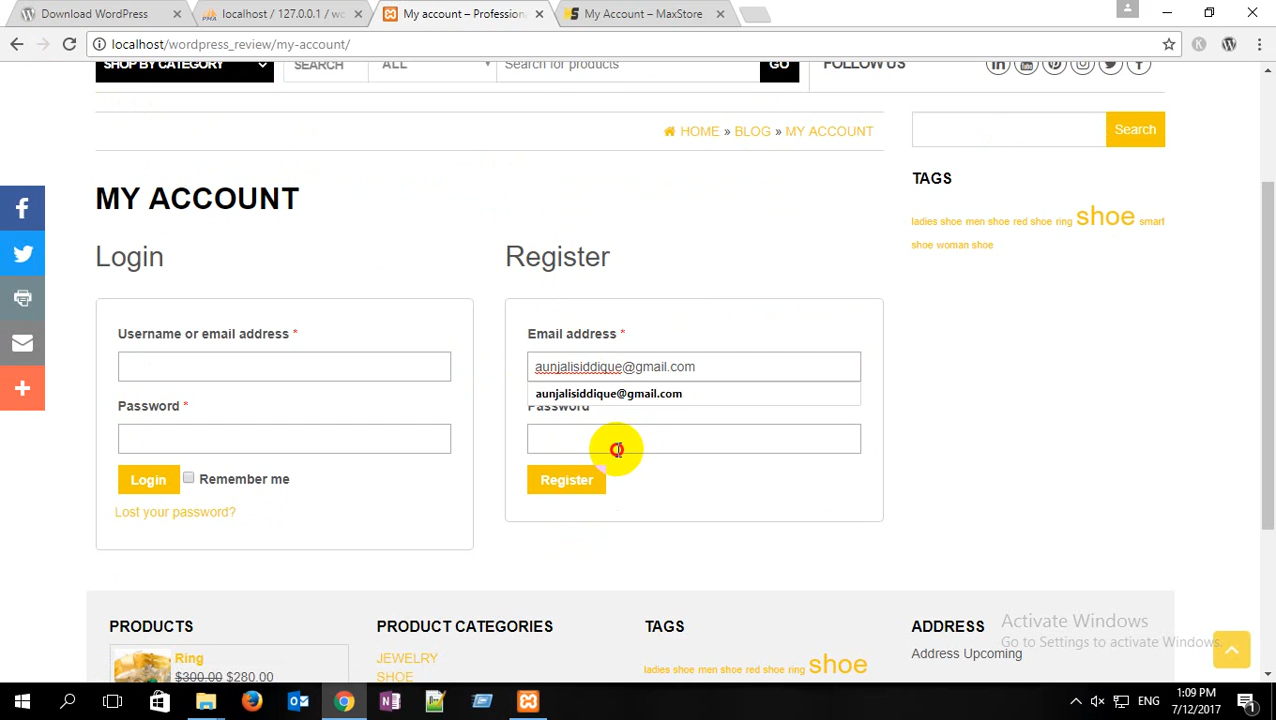 Download WordPress
localhost / 127.0.0.1 / wc
My account – Profession
My Account – MaxStore
localhost/wordpress_review/my-account/
SHOP BY CATEGORY
SEARCH
ALL
Search for products
GO
FOLLOW US
HOME » BLOG » MY ACCOUNT
Search
MY ACCOUNT
TAGS
ladies shoe men shoe red shoe ring shoe smart
shoe woman shoe
Login
Register
Username or email address *
Password *
Login
Remember me
Lost your password?
Email address *
aunjalisiddique@gmail.com
aunjalisiddique@gmail.com
Password
Register
PRODUCTS
Ring
$300.00 $280.00
PRODUCT CATEGORIES
JEWELRY
SHOE
TAGS
ladies shoe men shoe red shoe ring shoe
ADDRESS
Address Upcoming
Activate Windows
Go to Settings to activate Windows.
ENG
1:09 PM
7/12/2017
1